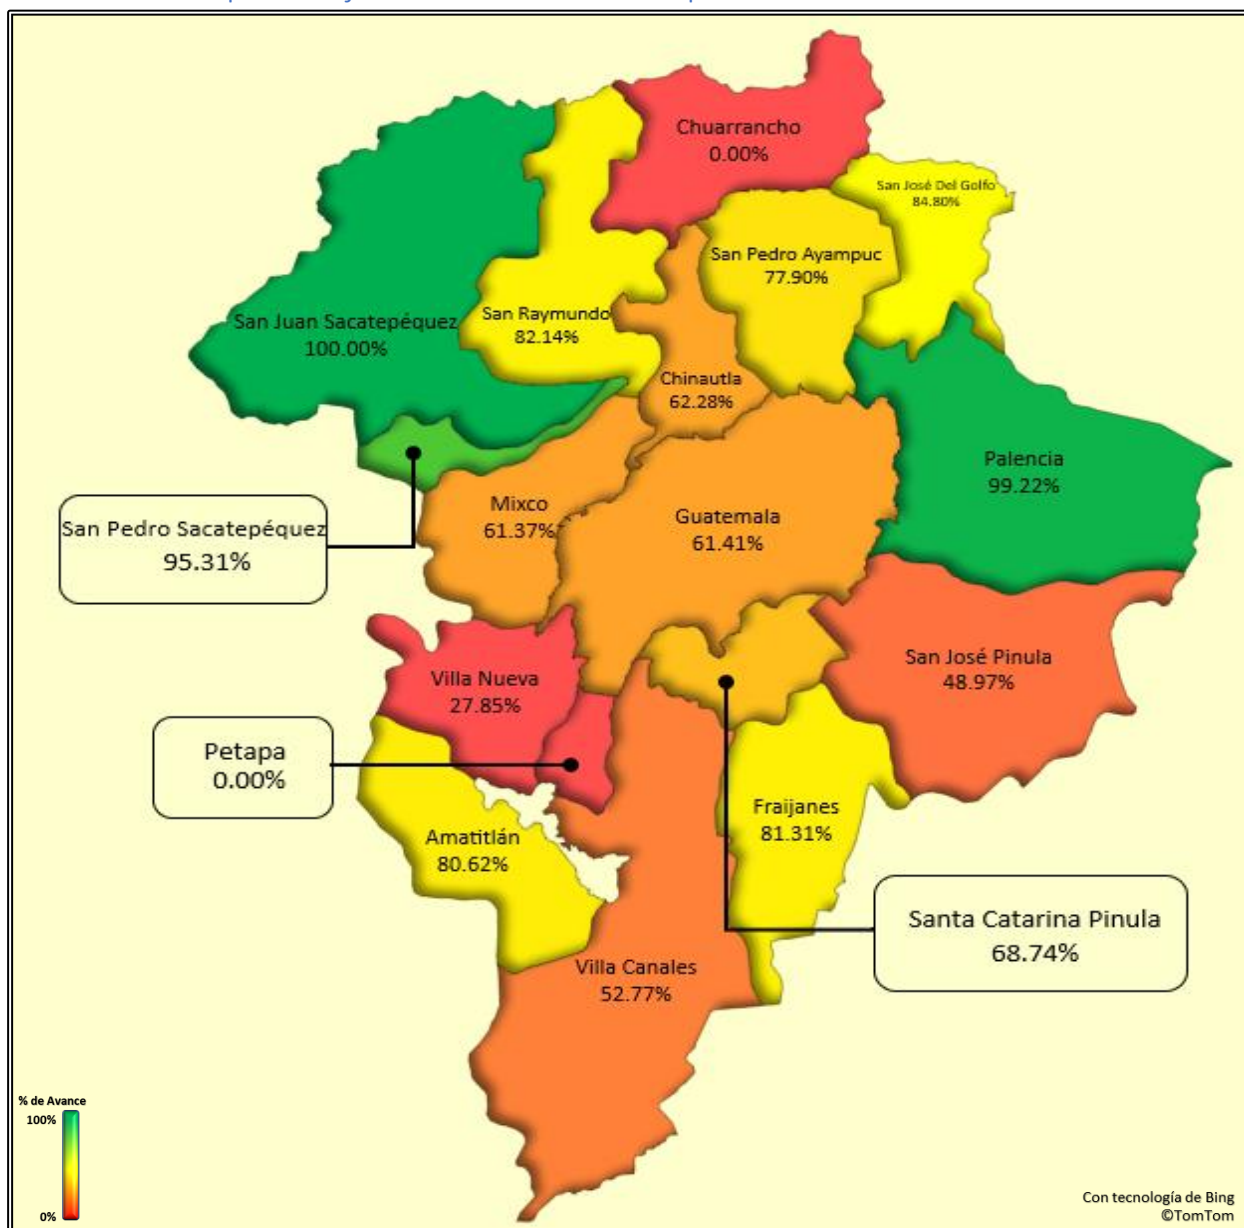 Chuarrancho
0.00%
San José Del Golfo
84.80%
San Pedro Ayampuc
77.90%
San Raymundo
82.14%
San Juan Sacatepéquez
100.00%
Chinautla
62.28%
Palencia
99.22%
Mixco
61.37%
Guatemala
61.41%
San Pedro Sacatepéquez
95.31%
San José Pinula
48.97%
Villa Nueva
27.85%
Petapa
0.00%
Fraijanes
81.31%
Amatitlán
80.62%
Santa Catarina Pinula
68.74%
Villa Canales
52.77%
% de Avance
100%
0%
Con tecnología de Bing
©TomTom